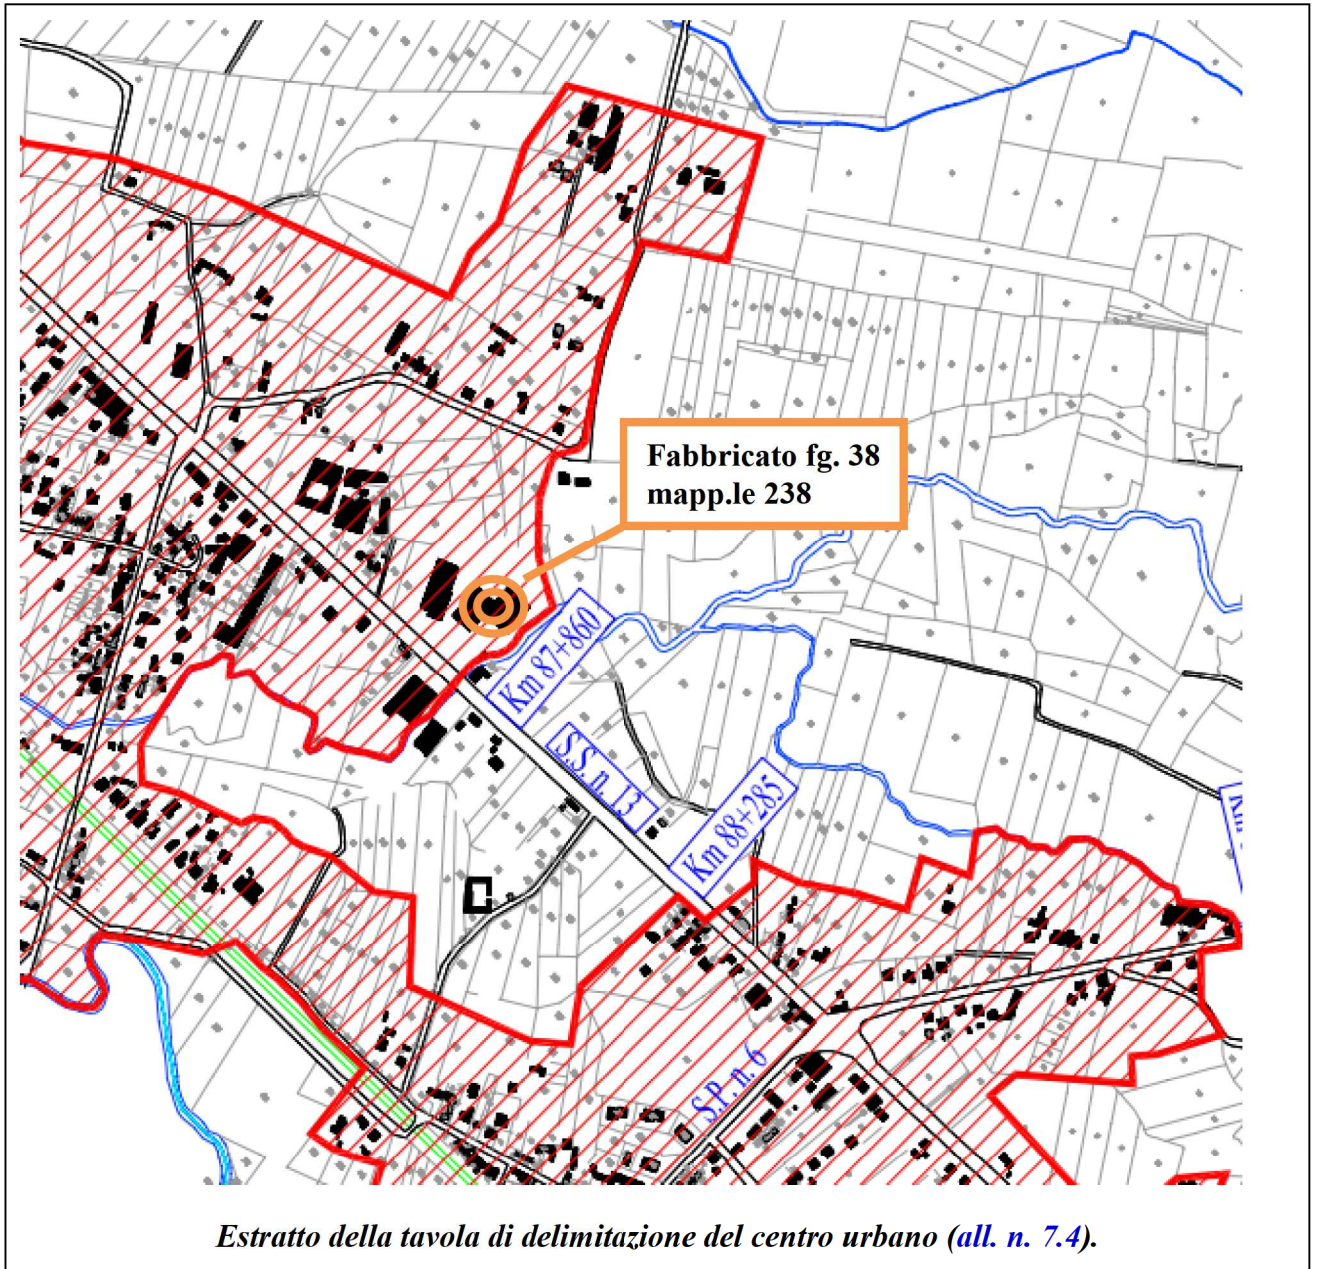 Fabbricato fg. 38
mapp.le 238
Km 87+860
S.S. n. 13
Km 88+285
S.P. n. 6
Estratto della tavola di delimitazione del centro urbano (all. n. 7.4).